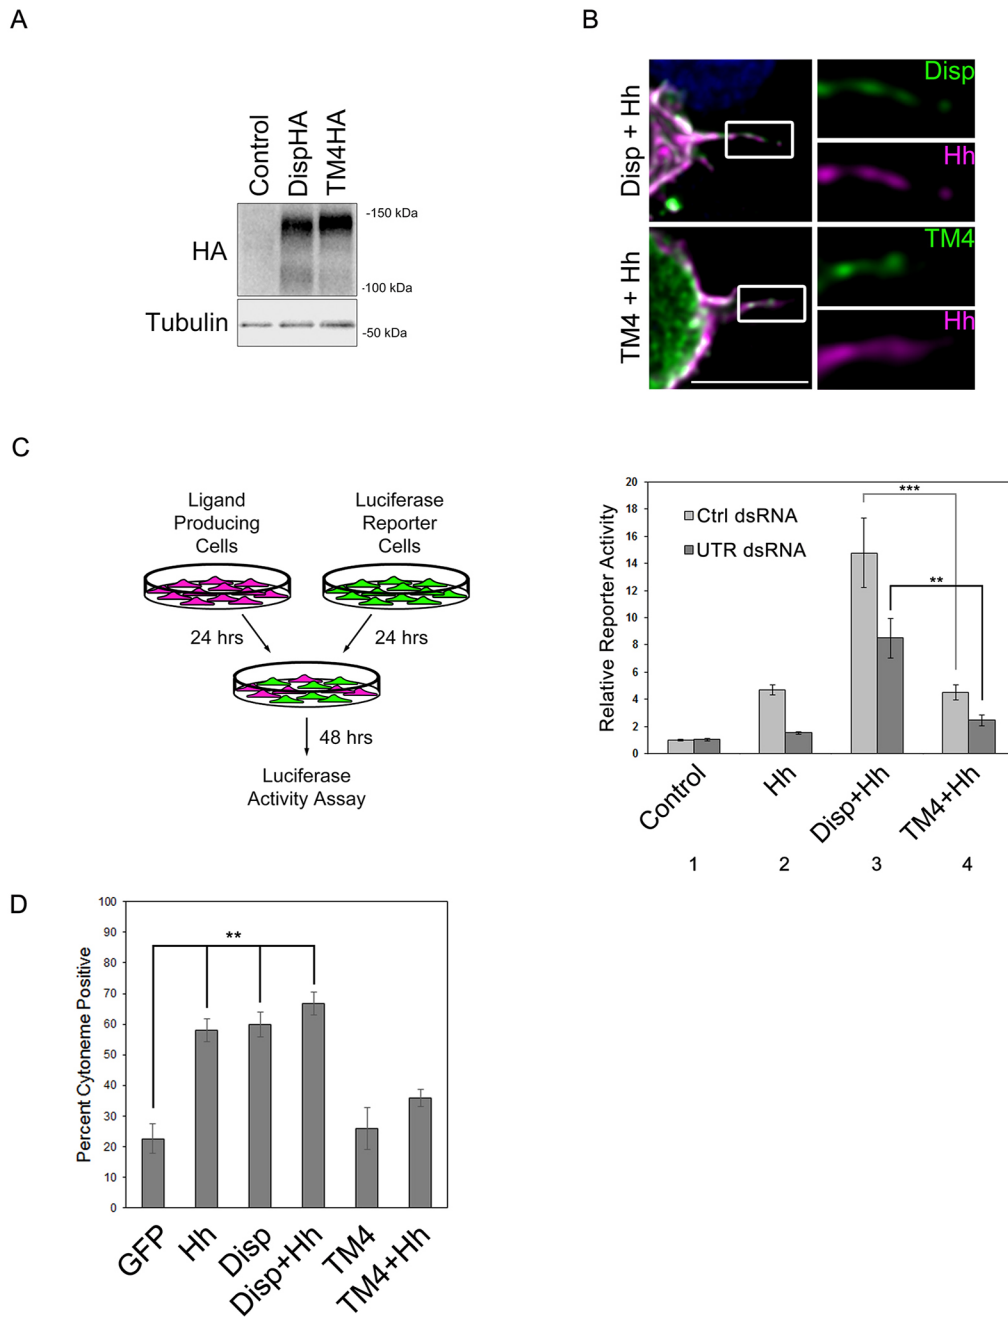 A
Control
DispHA
TM4HA
HA
-150 kDa
-100 kDa
Tubulin
-50 kDa
B
Disp + Hh
Disp
Hh
TM4 + Hh
TM4
Hh
C
Ligand
Producing
Cells
Luciferase
Reporter
Cells
24 hrs
24 hrs
48 hrs
Luciferase
Activity Assay
Relative Reporter Activity
20
18
16
14
12
10
8
6
4
2
0
Ctrl dsRNA
UTR dsRNA
***
**
Control
Hh
Disp+Hh
TM4+Hh
1
2
3
4
D
Percent Cytoneme Positive
100
90
80
70
60
50
40
30
20
10
0
**
GFP
Hh
Disp
Disp+Hh
TM4
TM4+Hh